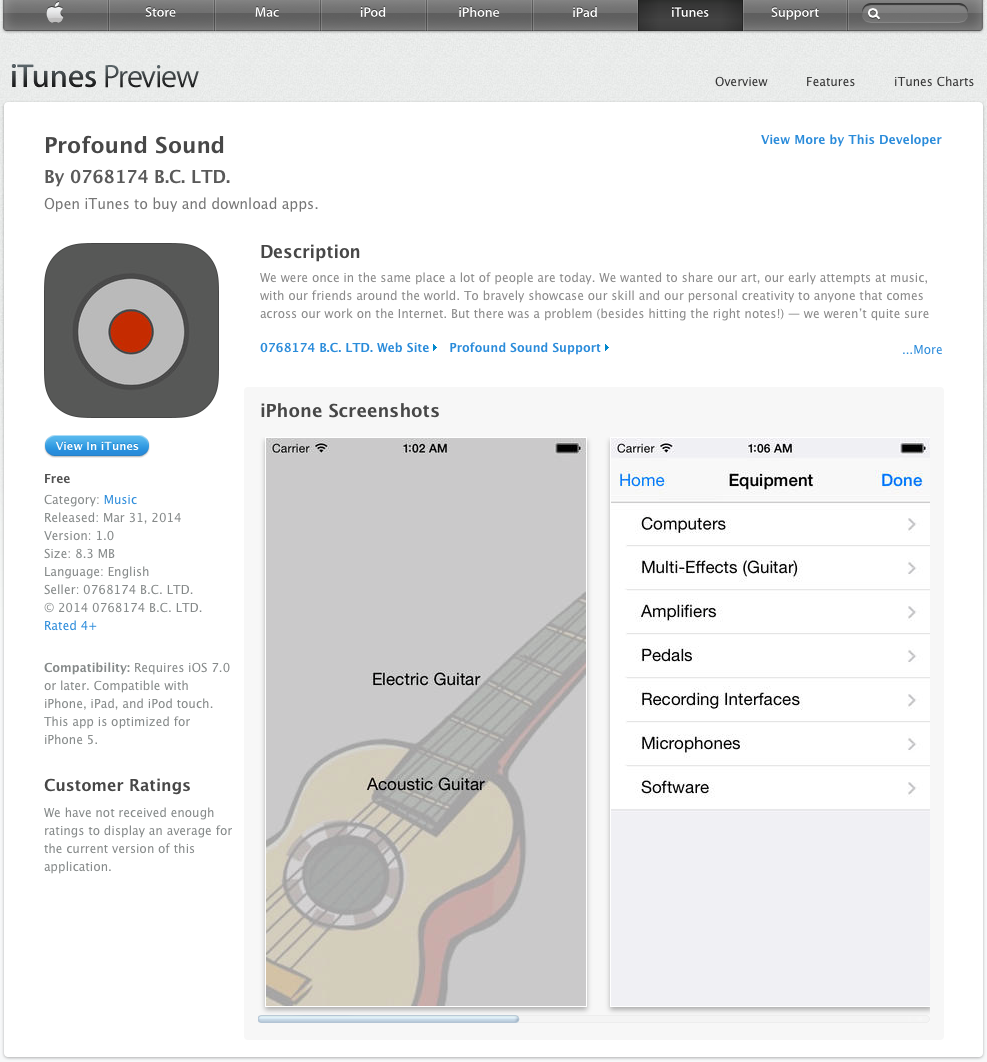 Store Mac iPod iPhone iPad iTunes Support
iTunes Preview
Overview Features iTunes Charts
Profound Sound
View More by This Developer
By 0768174 B.C. LTD.
Open iTunes to buy and download apps.
Description
We were once in the same place a lot of people are today. We wanted to share our art, our early attempts at music,
with our friends around the world. To bravely showcase our skill and our personal creativity to anyone that comes
across our work on the Internet. But there was a problem (besides hitting the right notes!) — we weren’t quite sure
0768174 B.C. LTD. Web Site Profound Sound Support
...More
View In iTunes
Free
Category: Music
Released: Mar 31, 2014
Version: 1.0
Size: 8.3 MB
Language: English
Seller: 0768174 B.C. LTD.
© 2014 0768174 B.C. LTD.
Rated 4+
Compatibility: Requires iOS 7.0
or later. Compatible with
iPhone, iPad, and iPod touch.
This app is optimized for
iPhone 5.
Customer Ratings
We have not received enough
ratings to display an average for
the current version of this
application.
iPhone Screenshots
Carrier 1:02 AM
Electric Guitar
Acoustic Guitar
Carrier 1:06 AM
Home Equipment Done
Computers
Multi-Effects (Guitar)
Amplifiers
Pedals
Recording Interfaces
Microphones
Software